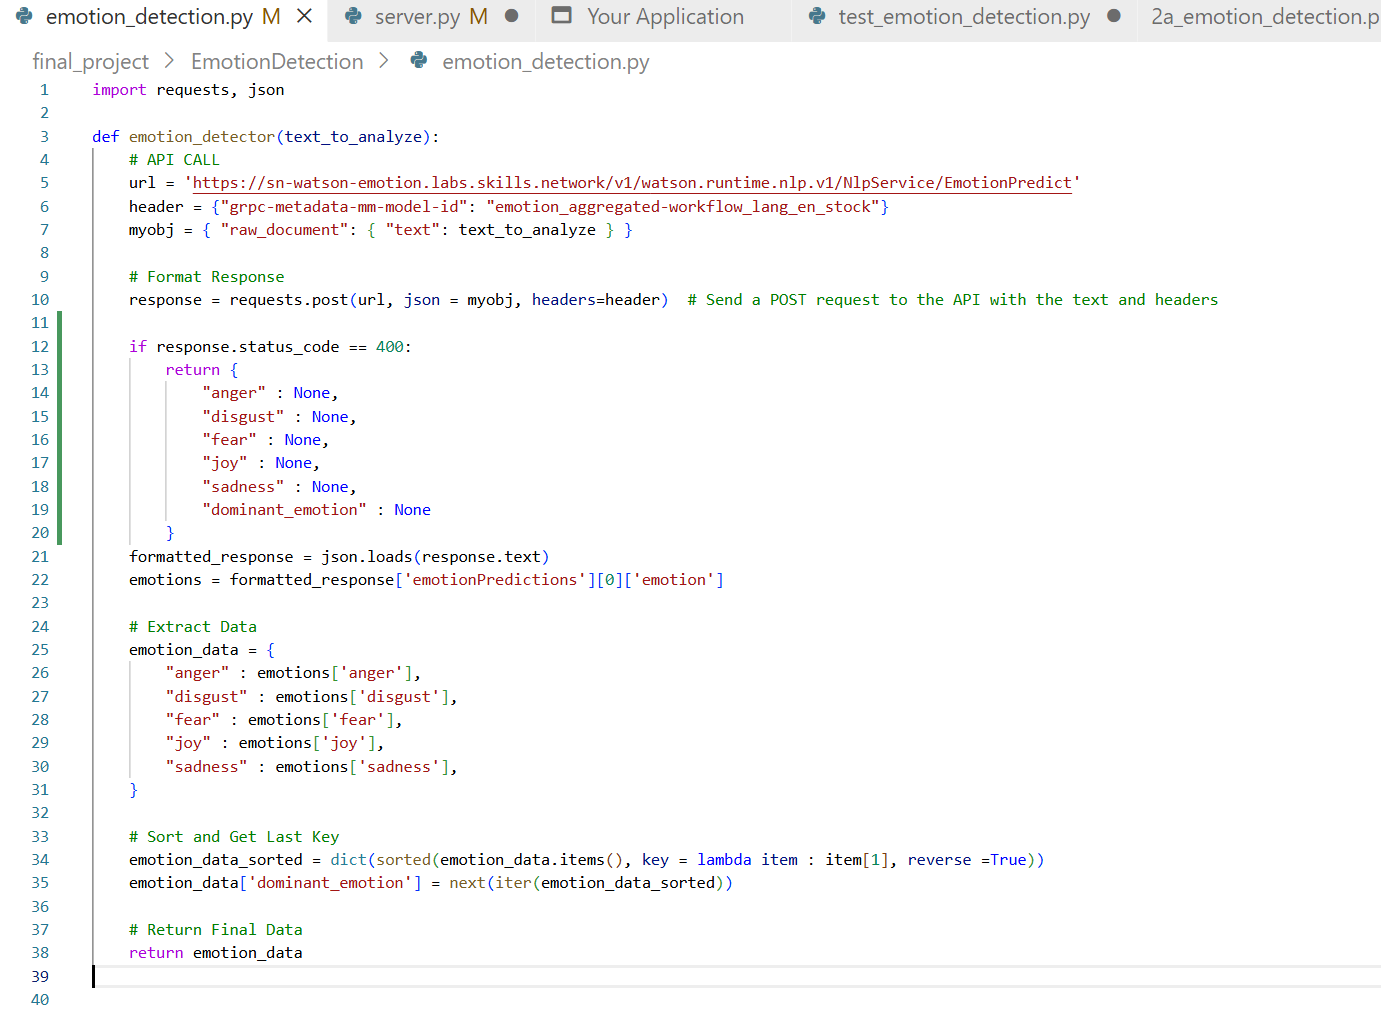 emotion_detection.py M
server.py M
Your Application
test_emotion_detection.py
2a_emotion_detection.p
final_project > EmotionDetection > emotion_detection.py
1 import requests, json
2
3 def emotion_detector(text_to_analyze):
4     # API CALL
5     url = 'https://sn-watson-emotion.labs.skills.network/v1/watson.runtime.nlp.v1/NlpService/EmotionPredict'
6     header = {"grpc-metadata-mm-model-id": "emotion_aggregated-workflow_lang_en_stock"}
7     myobj = { "raw_document": { "text": text_to_analyze } }
8
9     # Format Response
10     response = requests.post(url, json = myobj, headers=header)  # Send a POST request to the API with the text and headers
11
12     if response.status_code == 400:
13         return {
14             "anger" : None,
15             "disgust" : None,
16             "fear" : None,
17             "joy" : None,
18             "sadness" : None,
19             "dominant_emotion" : None
20         }
21     formatted_response = json.loads(response.text)
22     emotions = formatted_response['emotionPredictions'][0]['emotion']
23
24     # Extract Data
25     emotion_data = {
26         "anger" : emotions['anger'],
27         "disgust" : emotions['disgust'],
28         "fear" : emotions['fear'],
29         "joy" : emotions['joy'],
30         "sadness" : emotions['sadness'],
31     }
32
33     # Sort and Get Last Key
34     emotion_data_sorted = dict(sorted(emotion_data.items(), key = lambda item : item[1], reverse =True))
35     emotion_data['dominant_emotion'] = next(iter(emotion_data_sorted))
36
37     # Return Final Data
38     return emotion_data
39
40